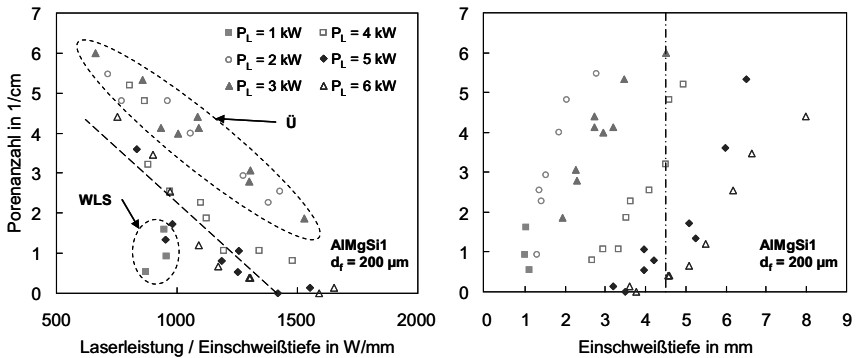 Porenanzahl in 1/cm
7
6
5
4
3
2
1
0
500
1000
1500
2000
Laserleistung / Einschweißtiefe in W/mm
P_L = 1 kW
P_L = 4 kW
P_L = 2 kW
P_L = 5 kW
P_L = 3 kW
P_L = 6 kW
Ü
WLS
AlMgSi1
d_f = 200 µm
7
6
5
4
3
2
1
0
0
1
2
3
4
5
6
7
8
9
Einschweißtiefe in mm
AlMgSi1
d_f = 200 µm